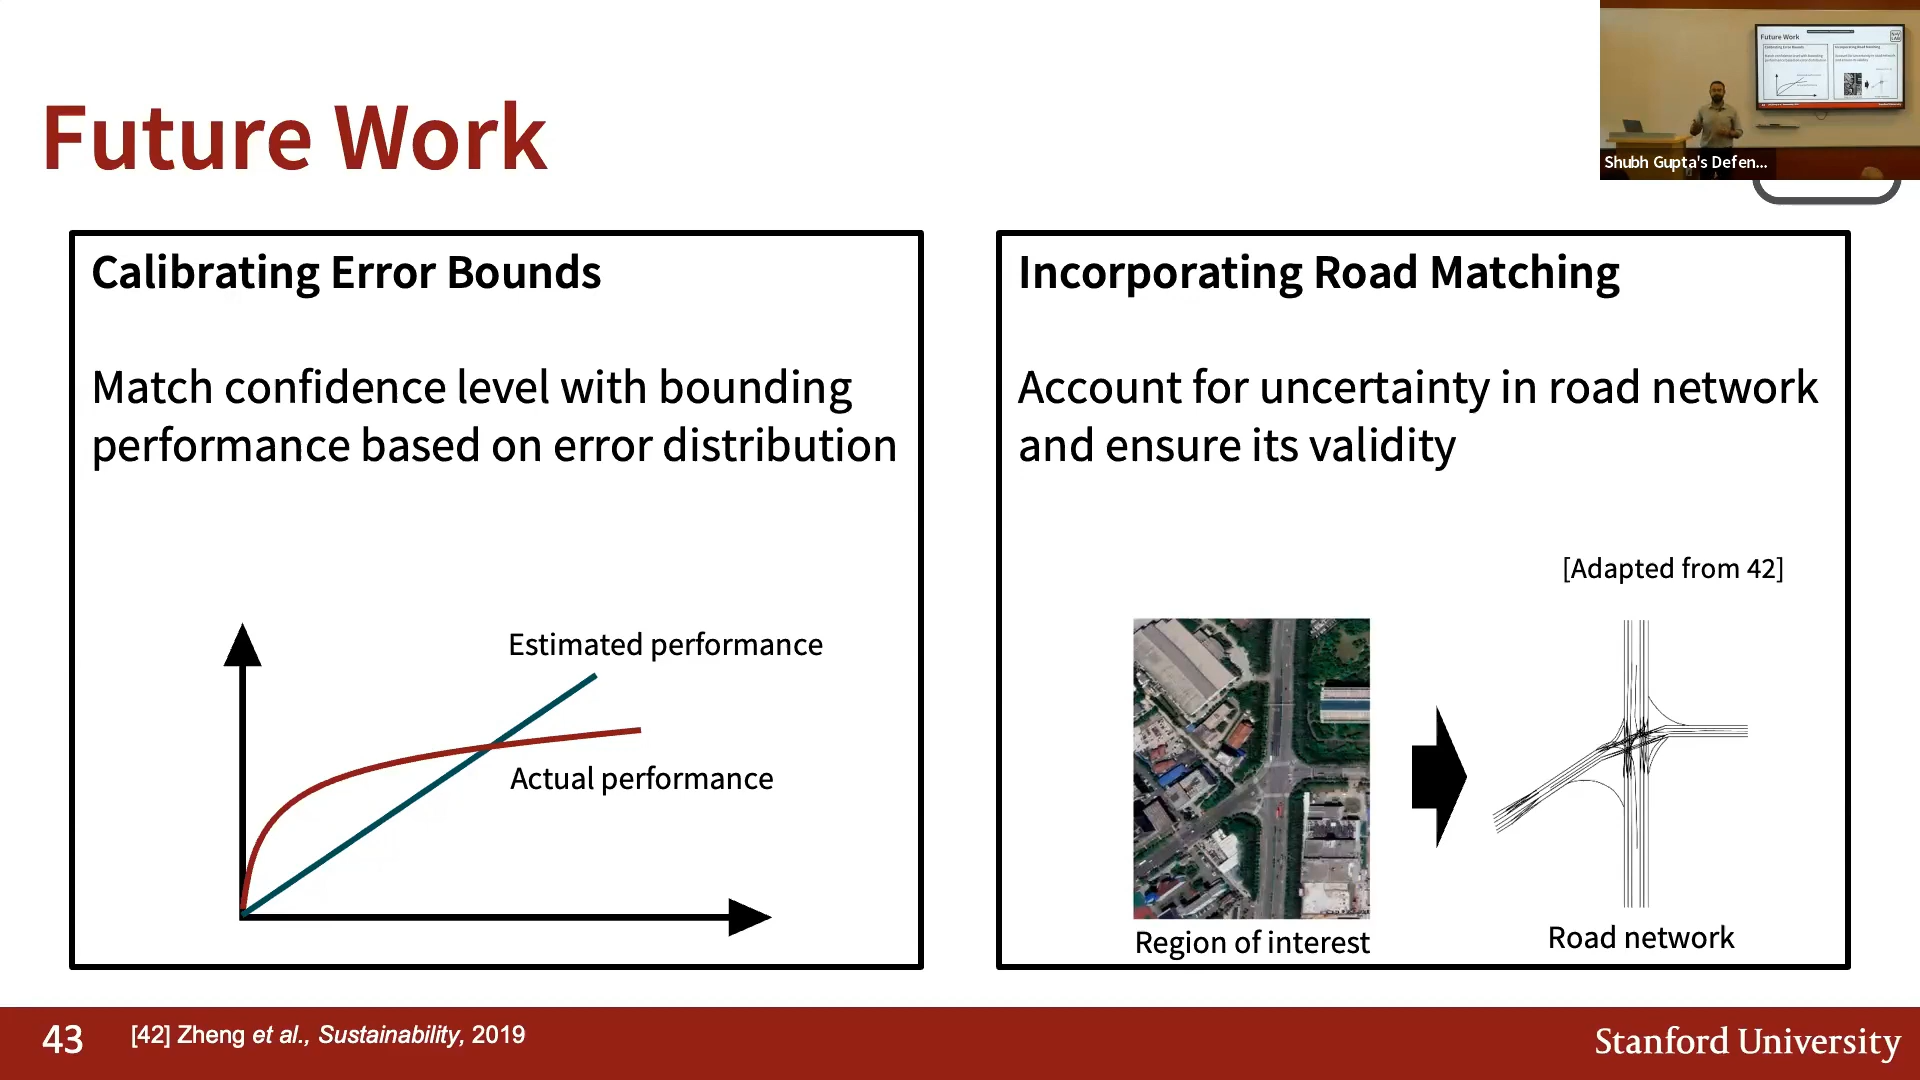 Future Work
Shubh Gupta's Defen...
Future Work
Calibrating Error Bounds
Match confidence level with bounding
performance based on error distribution
Estimated performance
Actual performance
Incorporating Road Matching
Account for uncertainty in road network
and ensure its validity
[Adapted from 42]
Region of interest
Road network
43
[42] Zheng et al., Sustainability, 2019
Stanford University